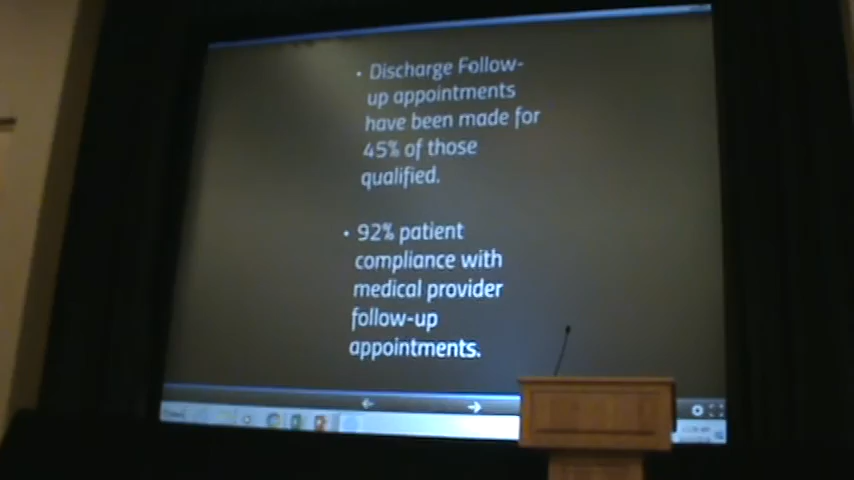 • Discharge Follow-
up appointments
have been made for
45% of those
qualified.
• 92% patient
compliance with
medical provider
follow-up
appointments.